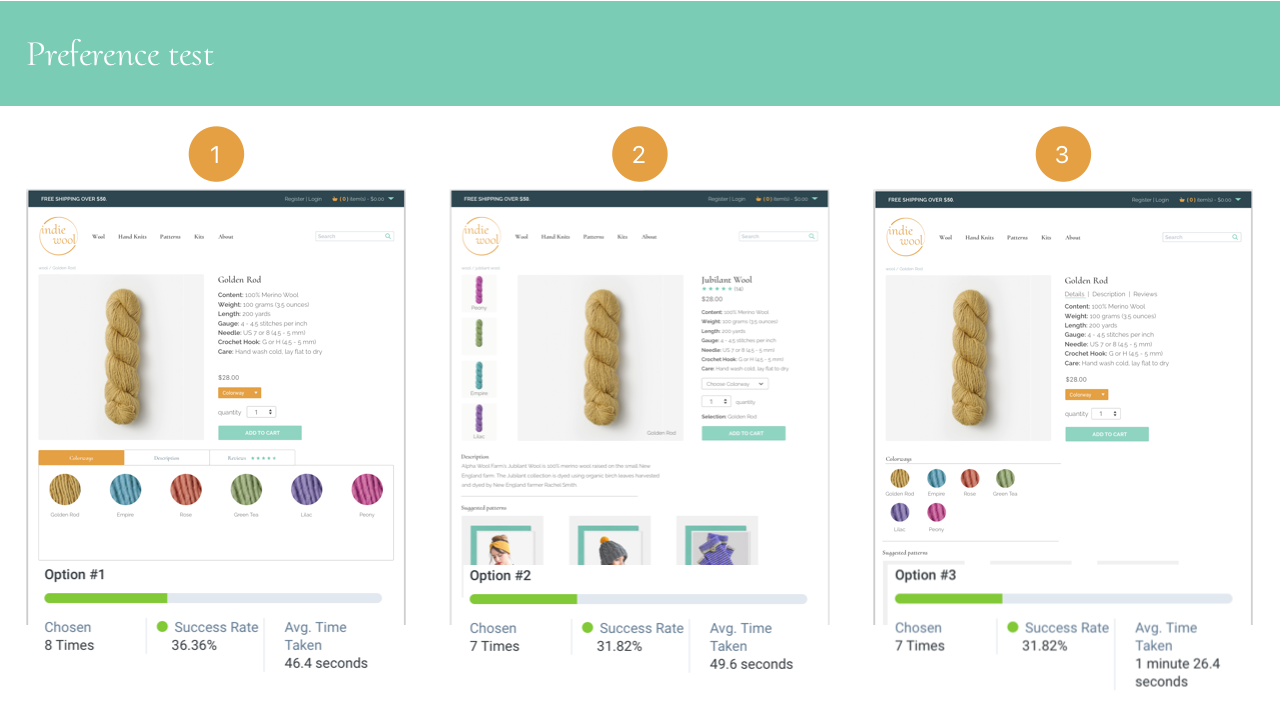 Preference test
1
FREE SHIPPING OVER $50.
Register | Login
( 0 ) item(s) - $0.00
indie
wool
Wool
Hand Knits
Patterns
Kits
About
Search
wool / Golden Rod
Golden Rod
Content: 100% Merino Wool
Weight: 100 grams (3.5 ounces)
Length: 200 yards
Gauge: 4 - 4.5 stitches per inch
Needle: US 7 or 8 (4.5 - 5 mm)
Crochet Hook: G or H (4.5 - 5 mm)
Care: Hand wash cold, lay flat to dry
$28.00
Colorway
quantity 1
ADD TO CART
Colorways
Description
Reviews
Golden Rod
Empire
Rose
Green Tea
Lilac
Peony
Option #1
Chosen
8 Times
Success Rate
36.36%
Avg. Time
Taken
46.4 seconds
2
FREE SHIPPING OVER $50.
Register | Login
( 0 ) item(s) - $0.00
indie
wool
Wool
Hand Knits
Patterns
Kits
About
Search
wool / Jubilant wool
Peony
Empire
Lilac
Golden Rod
Jubilant Wool
(14)
$28.00
Content: 100% Merino Wool
Weight: 100 grams (3.5 ounces)
Length: 200 yards
Gauge: 4 - 4.5 stitches per inch
Needle: US 7 or 8 (4.5 - 5 mm)
Crochet Hook: G or H (4.5 - 5 mm)
Care: Hand wash cold, lay flat to dry
Choose Colorway
1 quantity
Selection: Golden Rod
ADD TO CART
Description
Alpha Wool Farm's Jubilant Wool is 100% merino wool raised on the small New
England farm. The Jubilant collection is dyed using organic birch leaves harvested
and dyed by New England farmer Rachel Smith
Suggested patterns
Option #2
Chosen
7 Times
Success Rate
31.82%
Avg. Time
Taken
49.6 seconds
3
FREE SHIPPING OVER $50.
Register | Login
( 0 ) item(s) - $0.00
indie
wool
Wool
Hand Knits
Patterns
Kits
About
Search
wool / Golden Rod
Golden Rod
Details | Description | Reviews
Content: 100% Merino Wool
Weight: 100 grams (3.5 ounces)
Length: 200 yards
Gauge: 4 - 4.5 stitches per inch
Needle: US 7 or 8 (4.5 - 5 mm)
Crochet Hook: G or H (4.5 - 5 mm)
Care: Hand wash cold, lay flat to dry
$28.00
Colorway
quantity 1
ADD TO CART
Colorways
Golden Rod
Empire
Rose
Green Tea
Lilac
Peony
Suggested patterns
Option #3
Chosen
7 Times
Success Rate
31.82%
Avg. Time
Taken
1 minute 26.4
seconds